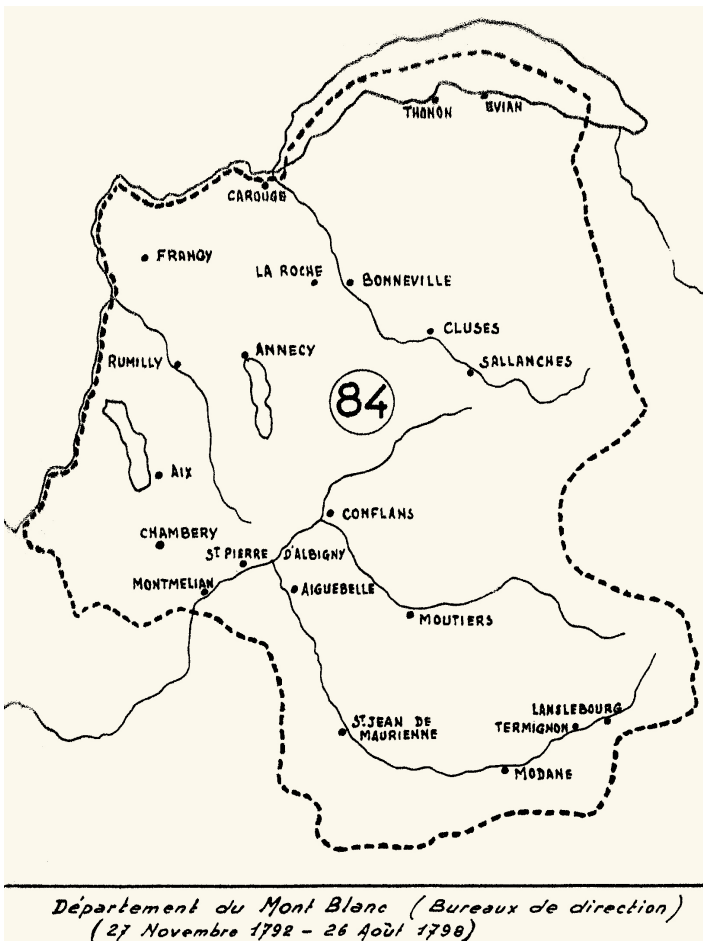 THONON
EVIAN
CAROUGE
FRANGY
LA ROCHE
BONNEVILLE
CLUSES
RUMILLY
ANNECY
SALLANCHES
84
AIX
CONFLANS
CHAMBERY
ST PIERRE D'ALBIGNY
MONTMELIAN
AIGUEBELLE
MOUTIERS
LANSLEBOURG
ST JEAN DE
MAURIENNE
TERMIGNON
MODANE
Département du Mont Blanc (Bureaux de direction)
(27 Novembre 1792 - 26 Août 1798)